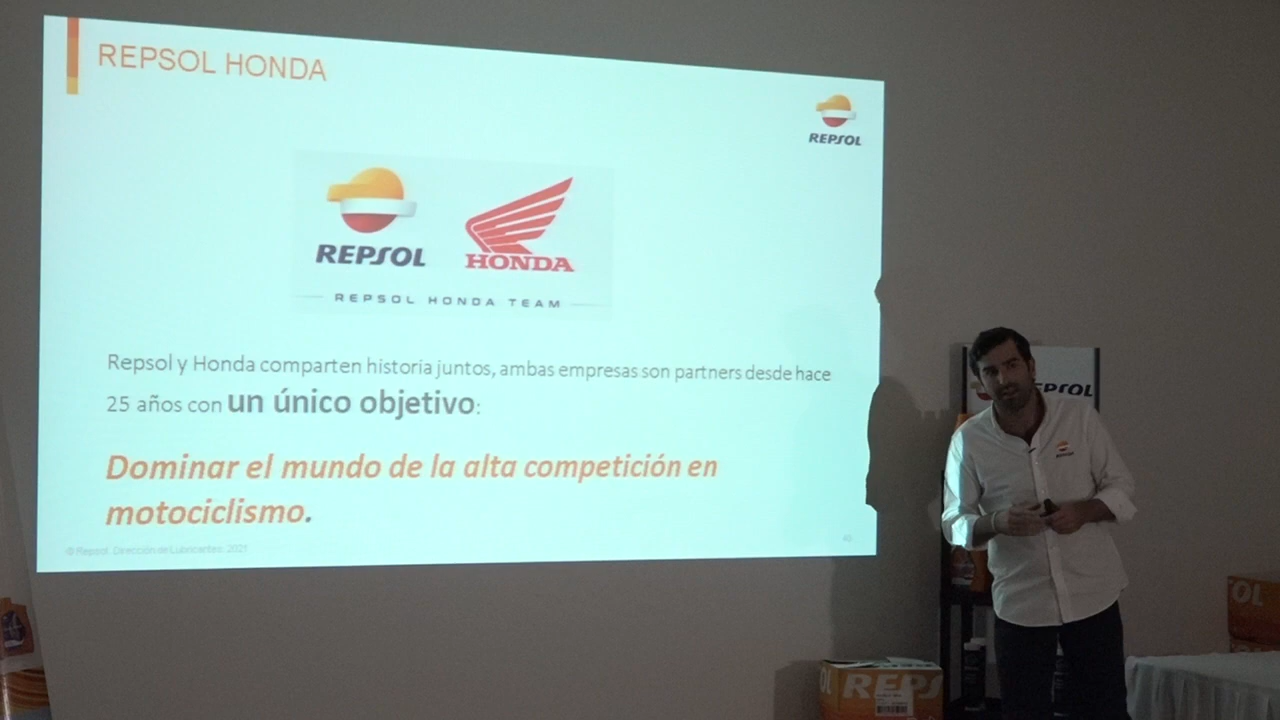 REPSOL HONDA
REPSOL
REPSOL
HONDA
REPSOL HONDA TEAM
Repsol y Honda comparten historia juntos, ambas empresas son partners desde hace
25 años con un único objetivo:
Dominar el mundo de la alta competición en
motociclismo.
© Repsol. Dirección de Lubricantes. 2021
40